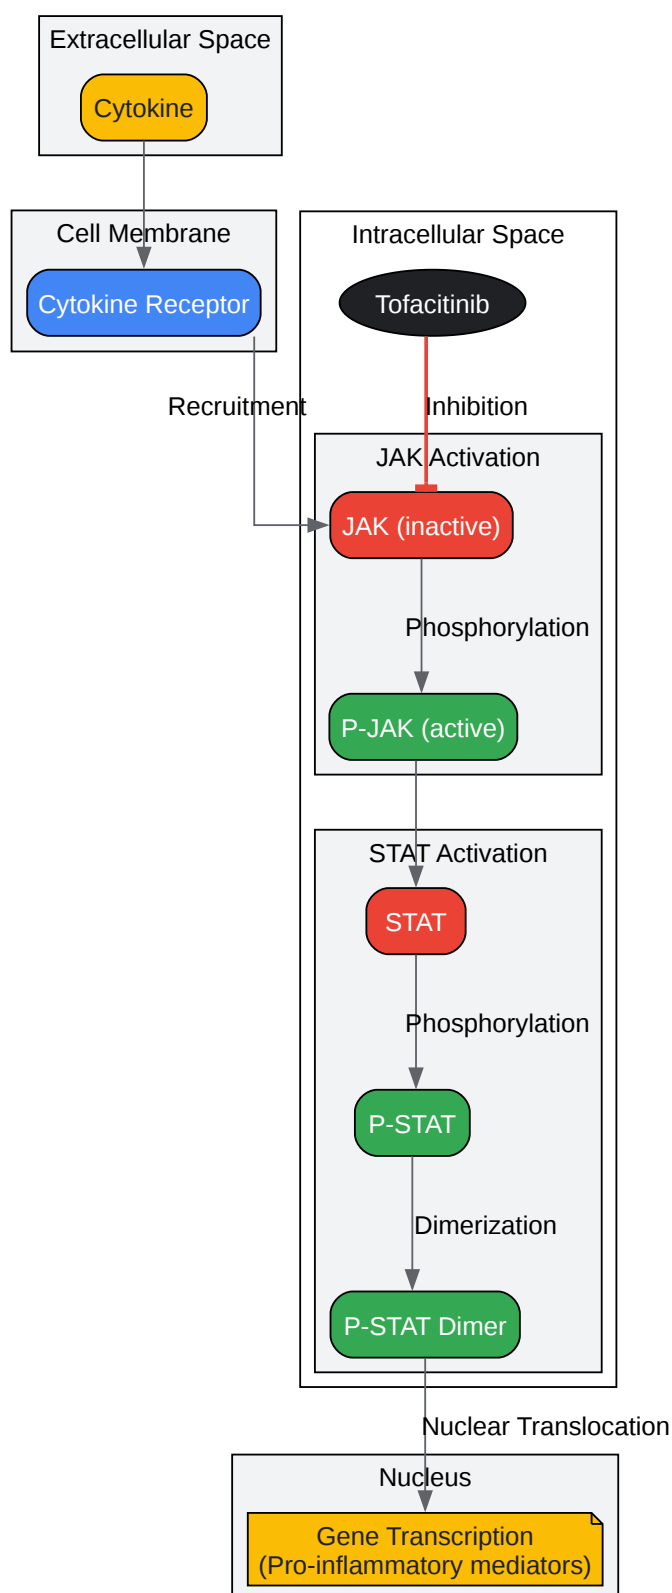 Extracellular Space
Cytokine
Cell Membrane
Cytokine Receptor
Intracellular Space
Tofacitinib
Recruitment
Inhibition
JAK Activation
JAK (inactive)
Phosphorylation
P-JAK (active)
STAT Activation
STAT
Phosphorylation
P-STAT
Dimerization
P-STAT Dimer
Nuclear Translocation
Nucleus
Gene Transcription
(Pro-inflammatory mediators)